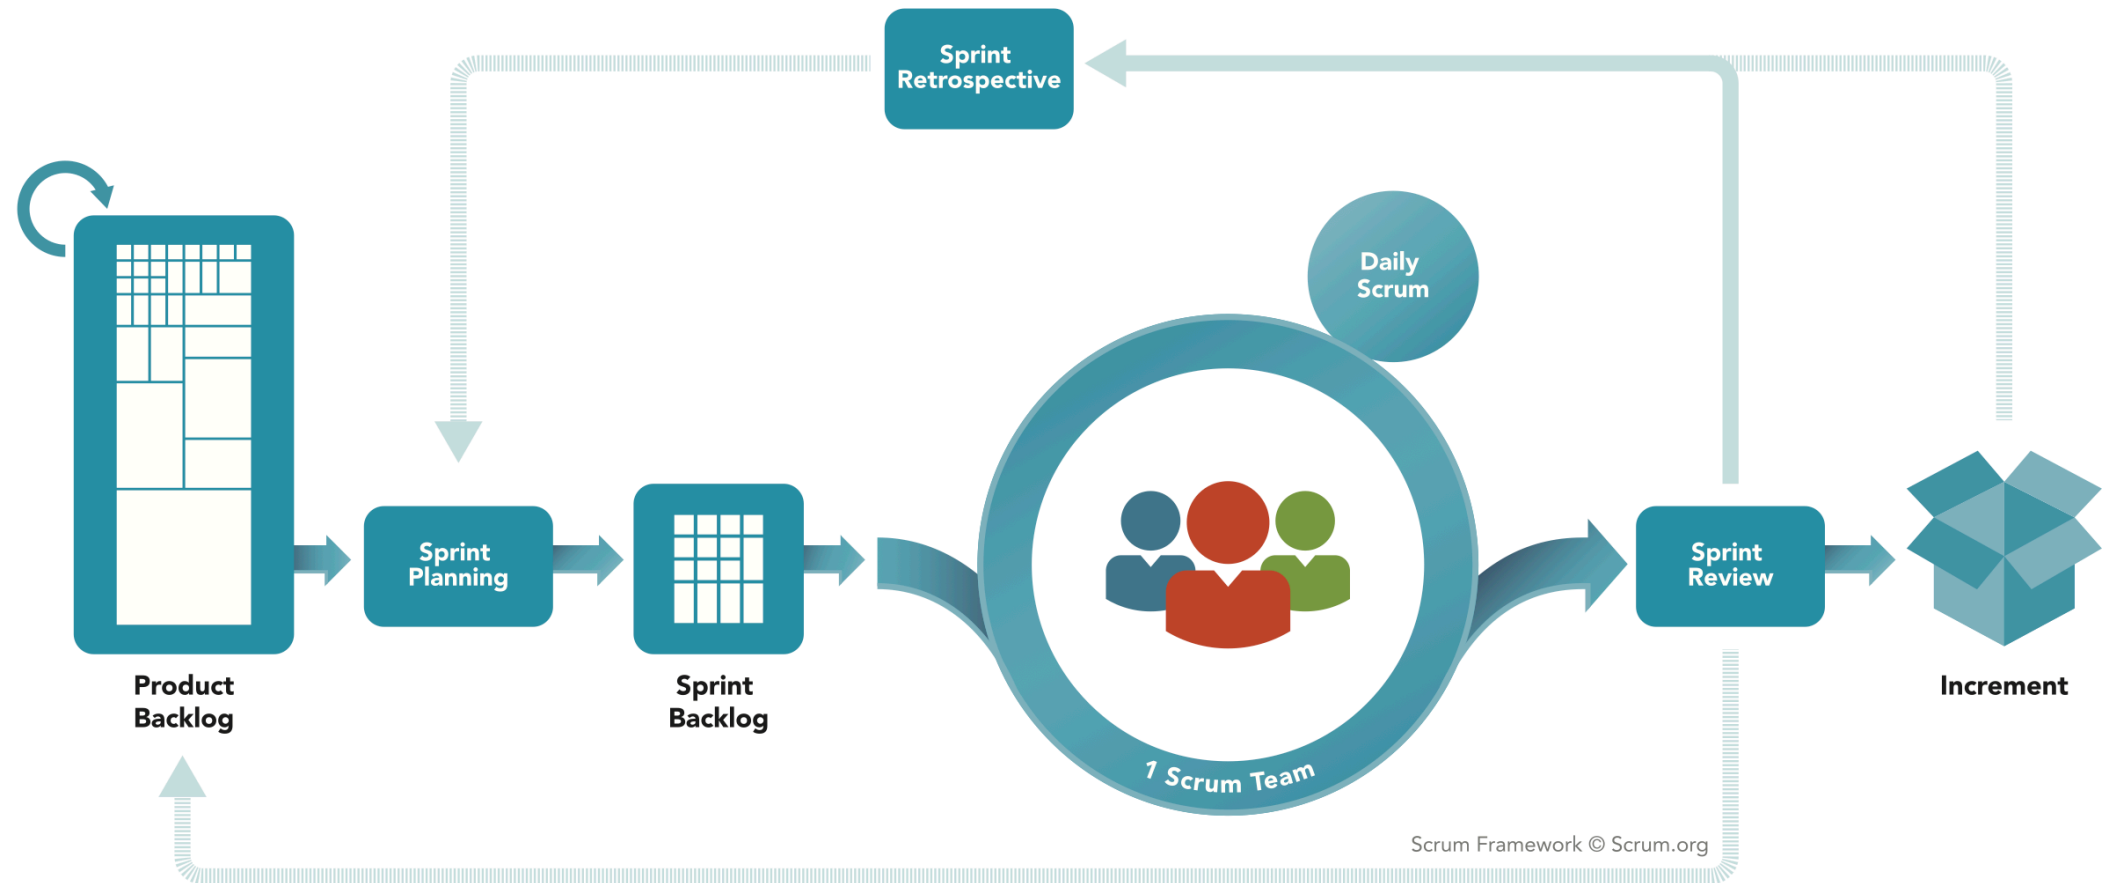 Sprint
Retrospective
Daily
Scrum
Sprint
Planning
Sprint
Review
Product
Backlog
Sprint
Backlog
1 Scrum Team
Increment
Scrum Framework © Scrum.org